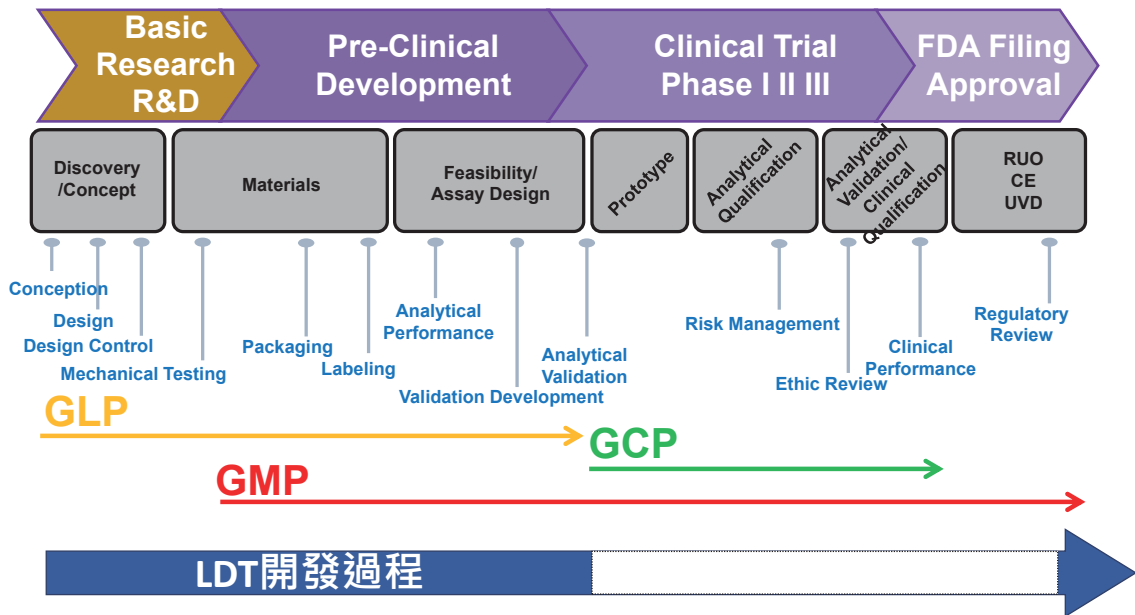 Basic
Research
R&D
Pre-Clinical
Development
Clinical Trial
Phase I II III
FDA Filing
Approval
Discovery
/Concept
Materials
Feasibility/
Assay Design
Prototype
Analytical
Qualification
Analytical
Validation/
Clinical
Qualification
RUO
CE
UVD
Conception
Design
Design Control
Mechanical Testing
Packaging
Labeling
Analytical
Performance
Validation Development
Analytical
Validation
Risk Management
Ethic Review
Clinical
Performance
Regulatory
Review
GLP
GCP
GMP
LDT開發過程